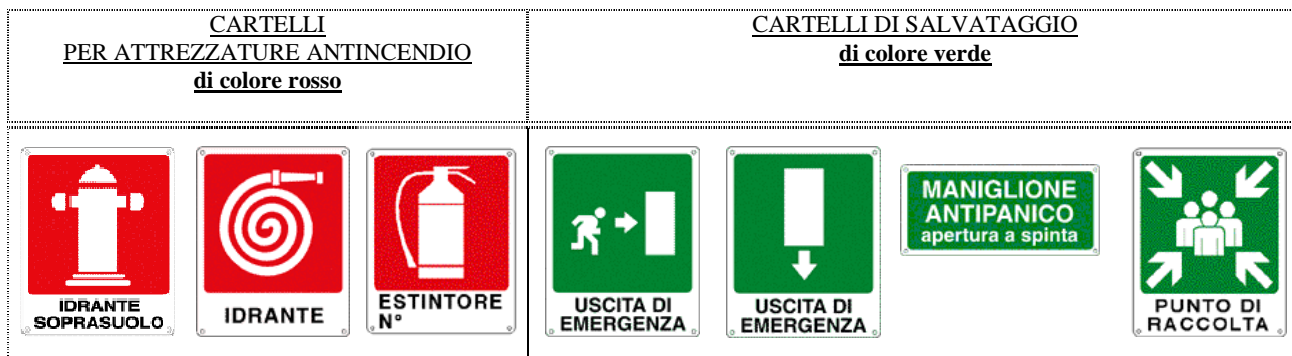 CARTELLI
PER ATTREZZATURE ANTINCENDIO
di colore rosso
CARTELLI DI SALVATAGGIO
di colore verde
IDRANTE
SOPRASUOLO
IDRANTE
ESTINTORE
N°
USCITA DI
EMERGENZA
USCITA DI
EMERGENZA
MANIGLIONE
ANTIPANICO
apertura a spinta
PUNTO DI
RACCOLTA